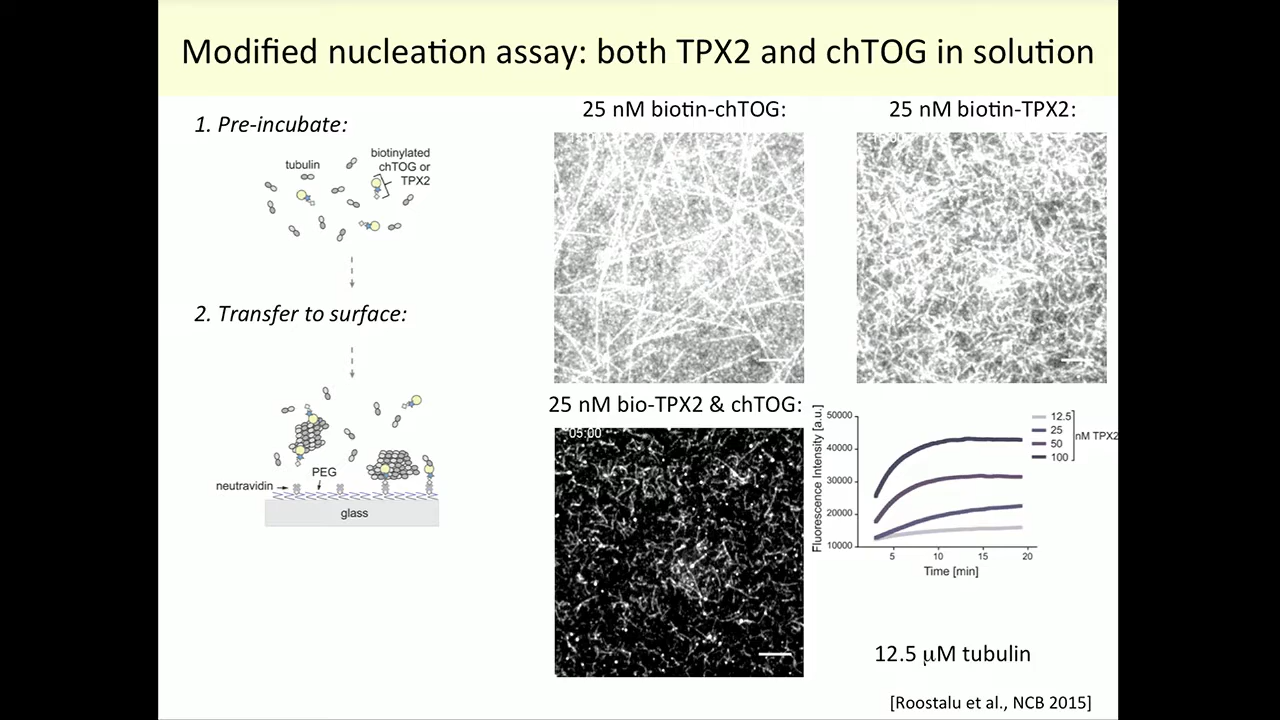 Modified nucleation assay: both TPX2 and chTOG in solution
1. Pre-incubate:
tubulin
biotinylated
chTOG or
TPX2
2. Transfer to surface:
PEG
neutravidin
glass
25 nM biotin-chTOG:
25 nM biotin-TPX2:
25 nM bio-TPX2 & chTOG:
05:00
Fluorescence Intensity [a.u.]
50000
40000
30000
20000
10000
5
10
15
20
Time [min]
12.5
25
50
100
nM TPX2
12.5 μM tubulin
[Roostalu et al., NCB 2015]